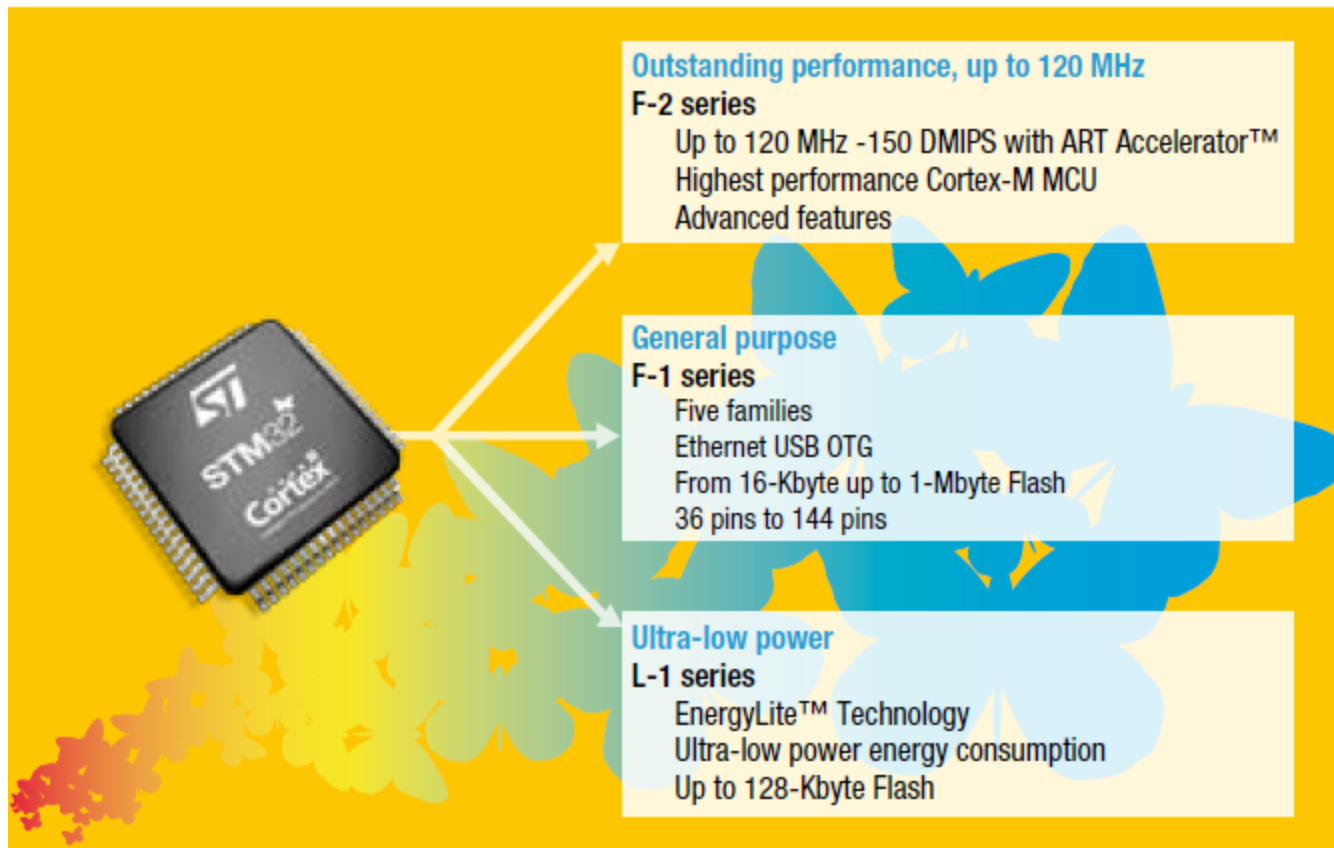 Outstanding performance, up to 120 MHz
F-2 series
Up to 120 MHz -150 DMIPS with ART Accelerator™
Highest performance Cortex-M MCU
Advanced features
General purpose
F-1 series
Five families
Ethernet USB OTG
From 16-Kbyte up to 1-Mbyte Flash
36 pins to 144 pins
Ultra-low power
L-1 series
EnergyLite™ Technology
Ultra-low power energy consumption
Up to 128-Kbyte Flash
ST
STM32
Cortex